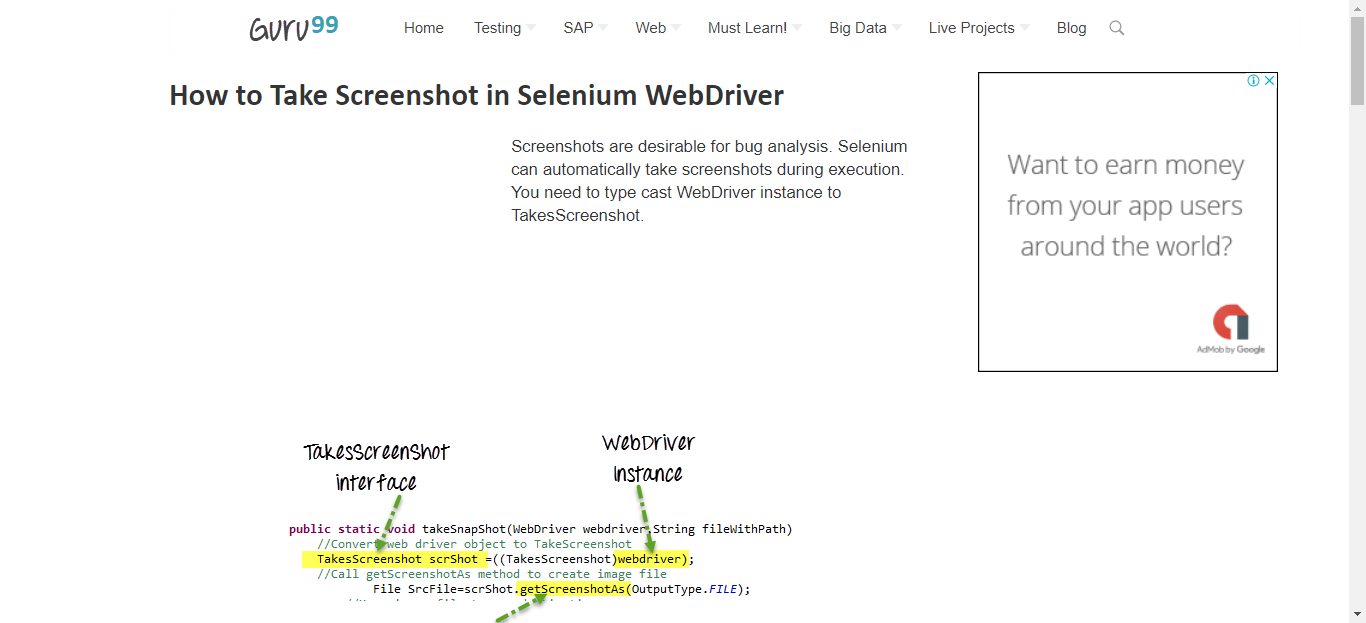 Guru99
Home Testing SAP Web Must Learn! Big Data Live Projects Blog
How to Take Screenshot in Selenium WebDriver
Screenshots are desirable for bug analysis. Selenium
can automatically take screenshots during execution.
You need to type cast WebDriver instance to
TakesScreenshot.
Want to earn money
from your app users
around the world?
AdMob by Google
TakesScreenshot
interface
WebDriver
Instance
public static void takeSnapShot(WebDriver webdriver,String fileWithPath)
//Convert web driver object to TakeScreenshot
TakesScreenshot scrShot =((TakesScreenshot)webdriver);
//Call getScreenshotAs method to create image file
File SrcFile=scrShot.getScreenshotAs(OutputType.FILE);